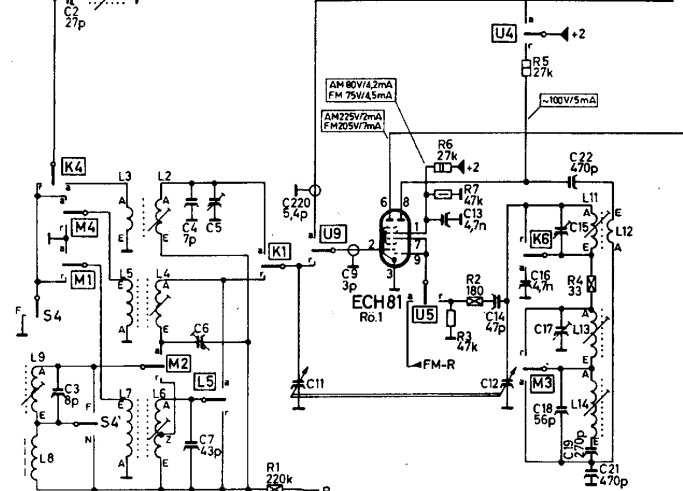 C2
27p
U4
+2
a
r
R5
27k
AM 80V/4,2mA
FM 75V/4,5mA
~100V/5mA
AM225V/2mA
FM205V/7mA
R6
27k
+2
C22
470p
K4
r
a
L3
L2
A
A
E
E
C4
7p
C5
C220
5,4p
6
8
R7
47k
C13
4,7n
L11
A
E
C15
E
L12
A
M4
a
r
M1
K1
a
r
U9
a
r
2
1
7
9
3
C9
3p
ECH81
Rö.1
a
r
U5
R2
180
C14
47p
R3
47k
FM-R
K6
a
r
C16
4,7n
R4
33
L5
L4
A
A
E
E
F
S4
C6
C17
L13
A
E
L9
A
E
C3
8p
F
N
S4'
M2
a
r
L5
a
r
C11
C12
M3
a
r
L14
A
E
C18
56p
C19
270p
C21
470p
L7
L6
E
A
A
Z
E
C7
43p
L8
R1
220k